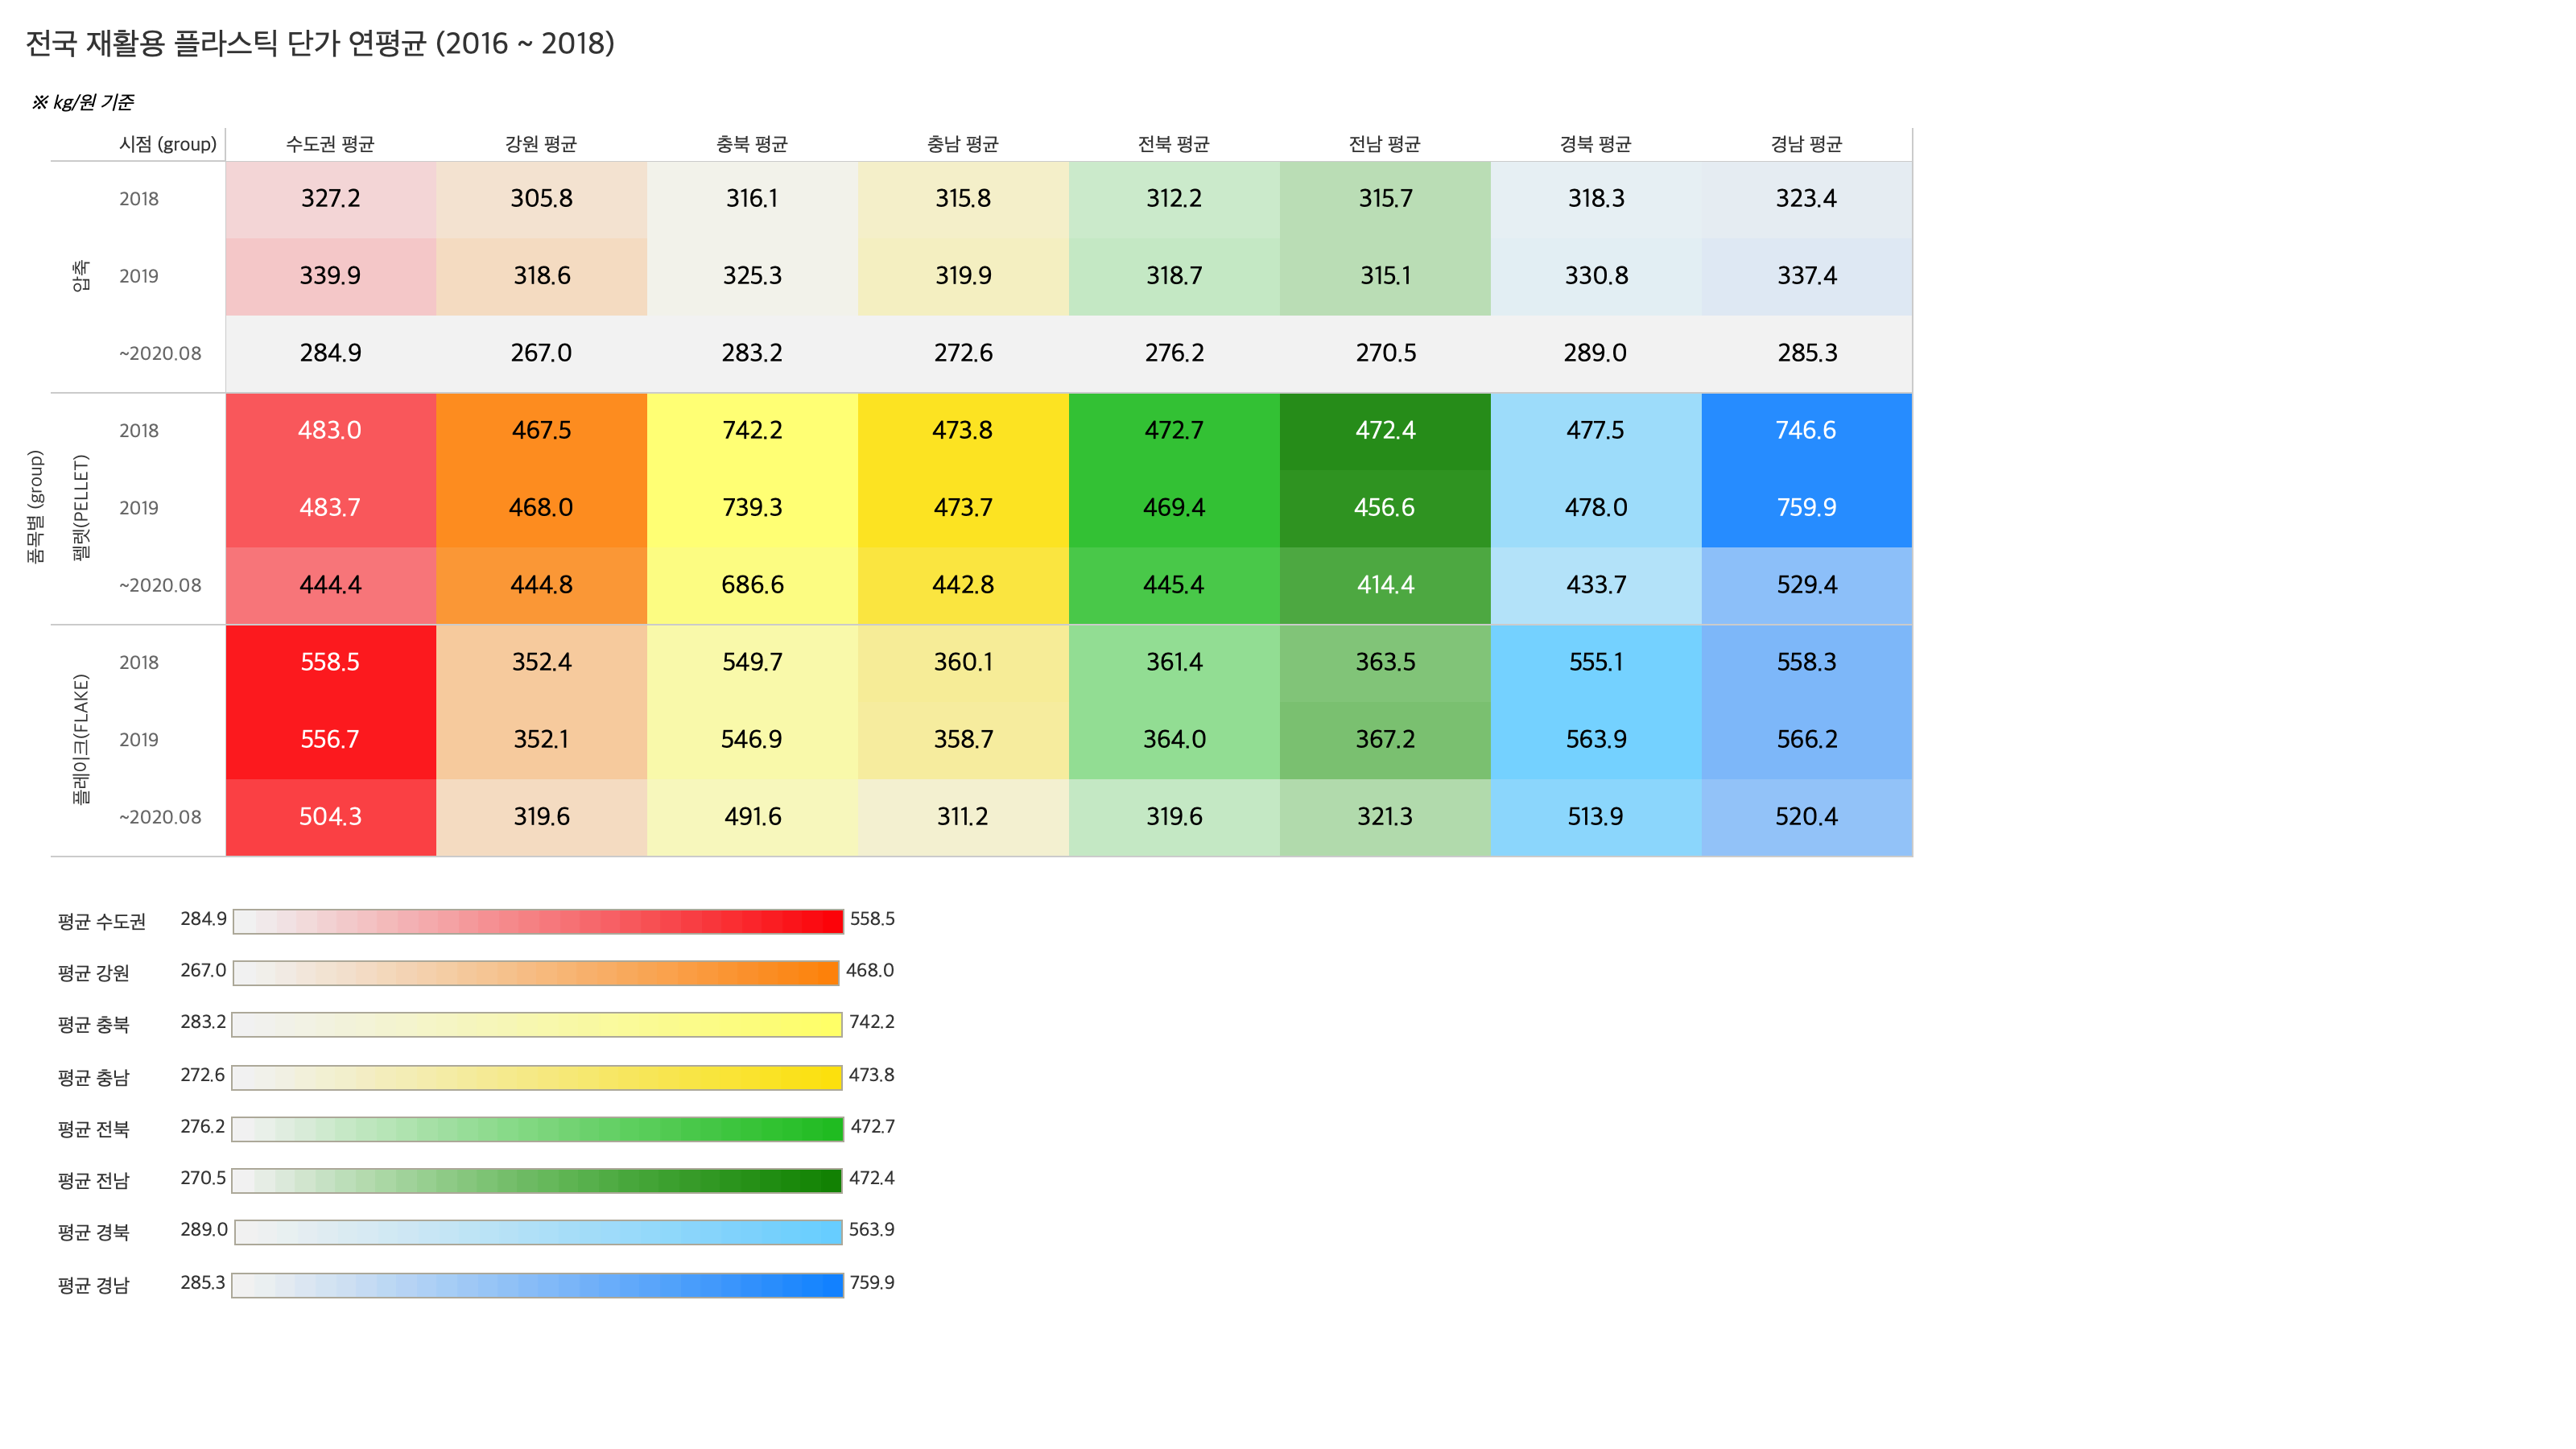 전국 재활용 플라스틱 단가 연평균 (2016 ~ 2018)
※ kg/원 기준
시점 (group) 수도권 평균 강원 평균 충북 평균 충남 평균 전북 평균 전남 평균 경북 평균 경남 평균
품목별 (group)
압축
2018 327.2 305.8 316.1 315.8 312.2 315.7 318.3 323.4
2019 339.9 318.6 325.3 319.9 318.7 315.1 330.8 337.4
~2020.08 284.9 267.0 283.2 272.6 276.2 270.5 289.0 285.3
펠렛(PELLET)
2018 483.0 467.5 742.2 473.8 472.7 472.4 477.5 746.6
2019 483.7 468.0 739.3 473.7 469.4 456.6 478.0 759.9
~2020.08 444.4 444.8 686.6 442.8 445.4 414.4 433.7 529.4
플레이크(FLAKE)
2018 558.5 352.4 549.7 360.1 361.4 363.5 555.1 558.3
2019 556.7 352.1 546.9 358.7 364.0 367.2 563.9 566.2
~2020.08 504.3 319.6 491.6 311.2 319.6 321.3 513.9 520.4
평균 수도권 284.9 558.5
평균 강원 267.0 468.0
평균 충북 283.2 742.2
평균 충남 272.6 473.8
평균 전북 276.2 472.7
평균 전남 270.5 472.4
평균 경북 289.0 563.9
평균 경남 285.3 759.9